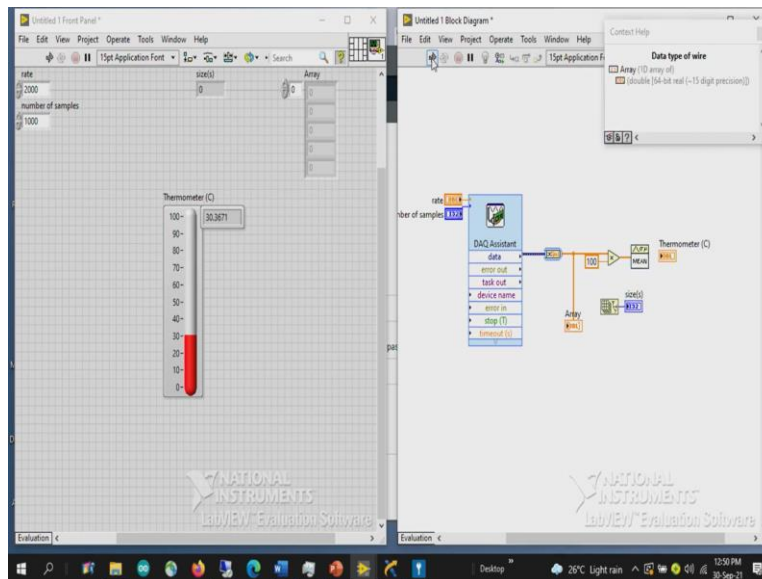 Untitled 1 Front Panel *
File Edit View Project Operate Tools Window Help
15pt Application Font
Search
rate
2000
number of samples
1000
size(s)
0
Array
0
0
0
0
0
0
Thermometer (C)
30.3671
100
90
80
70
60
50
40
30
20
10
0
NATIONAL
INSTRUMENTS
LabVIEW Evaluation Software
Evaluation
Untitled 1 Block Diagram *
File Edit View Project Operate Tools Window Help
15pt Application F
Context Help
Data type of wire
Array (1D array of)
(double [64-bit real (~15 digit precision)])
rate
nber of samples
DAQ Assistant
data
error out
task out
device name
error in
stop (T)
timeout (s)
100
MEAN
Thermometer (C)
Array
size(s)
pas
NATIONAL
INSTRUMENTS
LabVIEW Evaluation Software
Evaluation
Desktop
26°C Light rain
12:50 PM
30-Sep-21